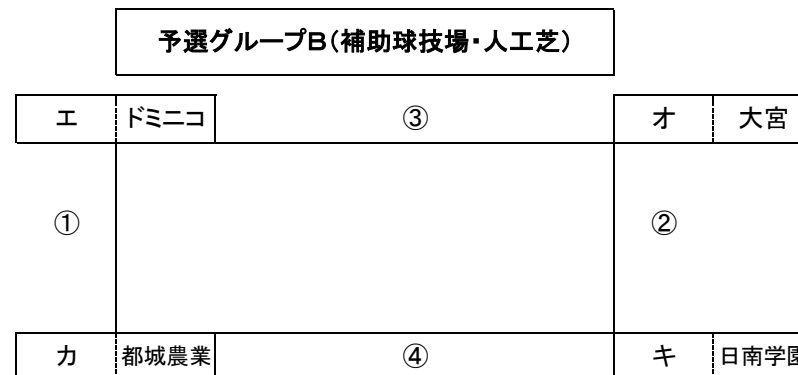 予選グループB(補助球技場・人工芝)
エ ドミニコ ③ オ 大宮
① ②
カ 都城農業 ④ キ 日南学園